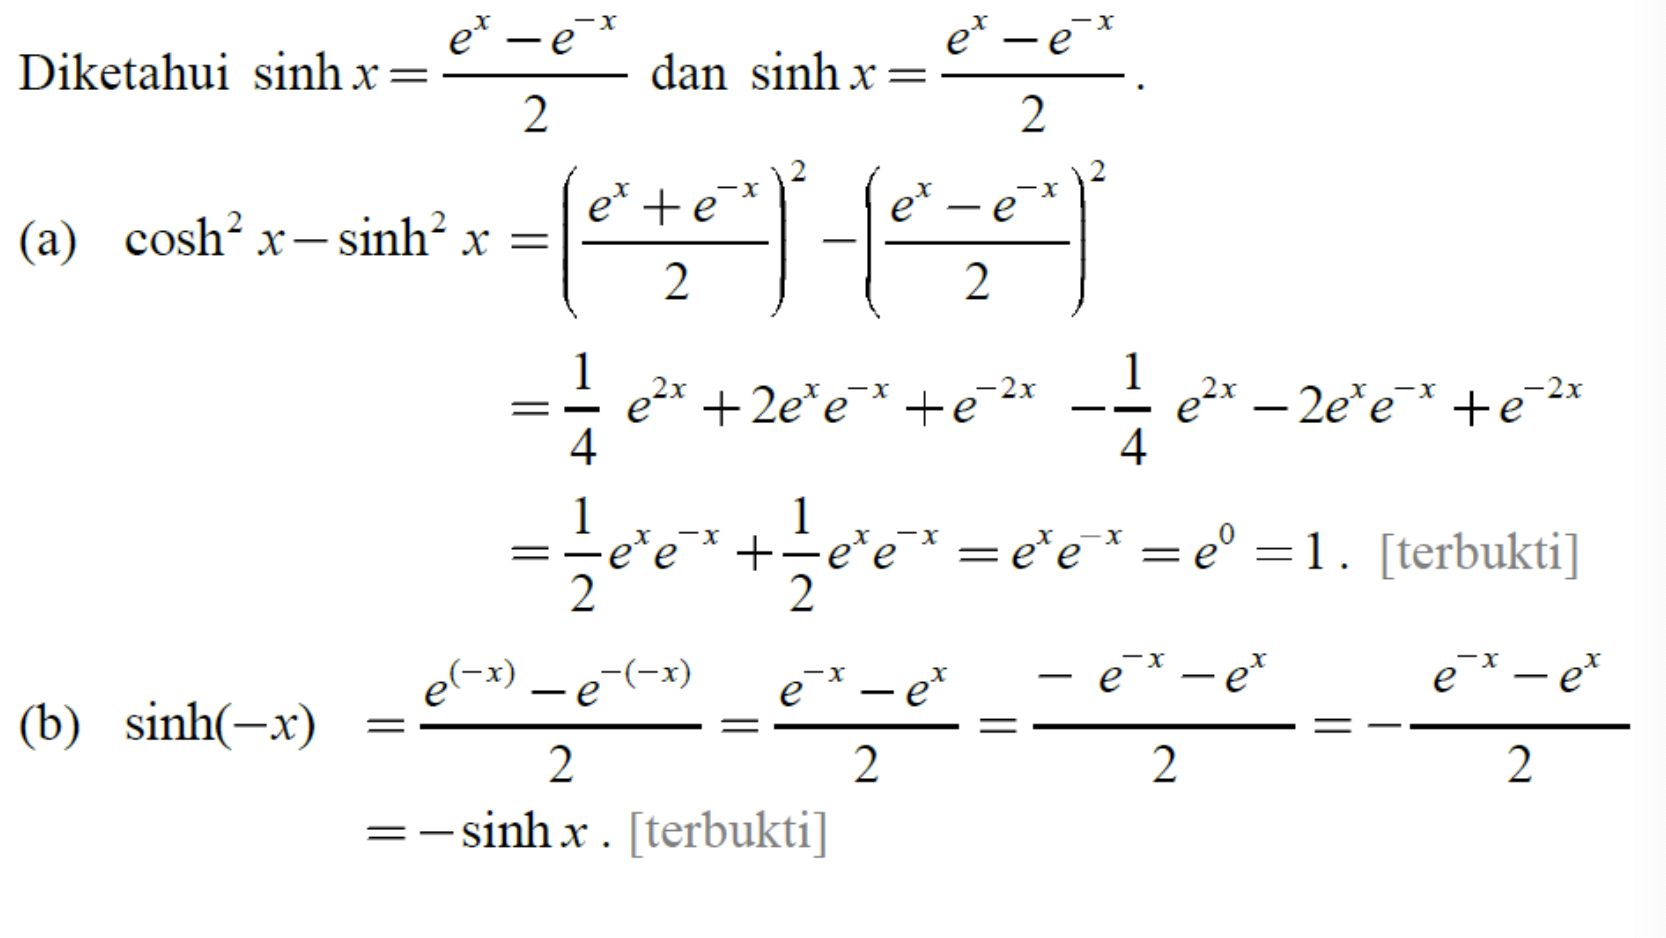 Diketahui sinh x = (e^x − e^−x)/2 dan sinh x = (e^x − e^−x)/2 .
(a) cosh² x − sinh² x = ((e^x + e^−x)/2)² − ((e^x − e^−x)/2)²
= 1/4 e^2x + 2e^x e^−x + e^−2x − 1/4 e^2x − 2e^x e^−x + e^−2x
= 1/2 e^x e^−x + 1/2 e^x e^−x = e^x e^−x = e^0 = 1 . [terbukti]
(b) sinh(−x) = (e^(−x) − e^−(−x))/2 = (e^−x − e^x)/2 = (− e^−x − e^x)/2 = − (e^−x − e^x)/2
= − sinh x . [terbukti]